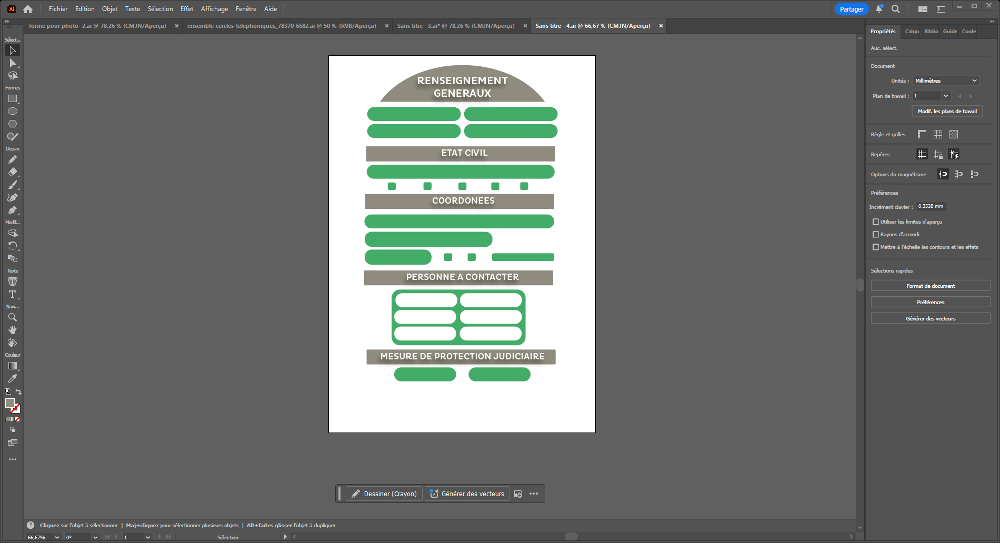 Ai
Fichier Edition Objet Texte Sélection Effet Affichage Fenêtre Aide
Partager
forme pour photo- 2.ai @ 78,26 % (CMJN/Aperçu) ×
ensemble-cercles-telephoniques_78370-6582.ai @ 50 % (RVB/Aperçu) ×
Sans titre - 3.ai* @ 78,26 % (CMJN/Aperçu) ×
Sans titre - 4.ai @ 66,67 % (CMJN/Aperçu) ×
Sélect...
Formes
Dessin
Modif...
Texte
Navi...
Couleur
RENSEIGNEMENT
GENERAUX
ETAT CIVIL
COORDONEES
PERSONNE A CONTACTER
MESURE DE PROTECTION JUDICIAIRE
Propriétés Calqu Biblio Guide Coule
Auc. sélect.
Document
Unités : Millimètres
Plan de travail : 1
Modif. les plans de travail
Règle et grilles
Repères
Options du magnétisme
Préférences
Incrément clavier : 0,3528 mm
Utiliser les limites d'aperçu
Rayons d'arrondi
Mettre à l'échelle les contours et les effets
Sélections rapides
Format de document
Préférences
Générer des vecteurs
Dessiner (Crayon) Générer des vecteurs
? Cliquez sur l'objet à sélectionner | Maj+cliquez pour sélectionner plusieurs objets | Alt+faites glisser l'objet à dupliquer
66,67% 0° 1 Sélection